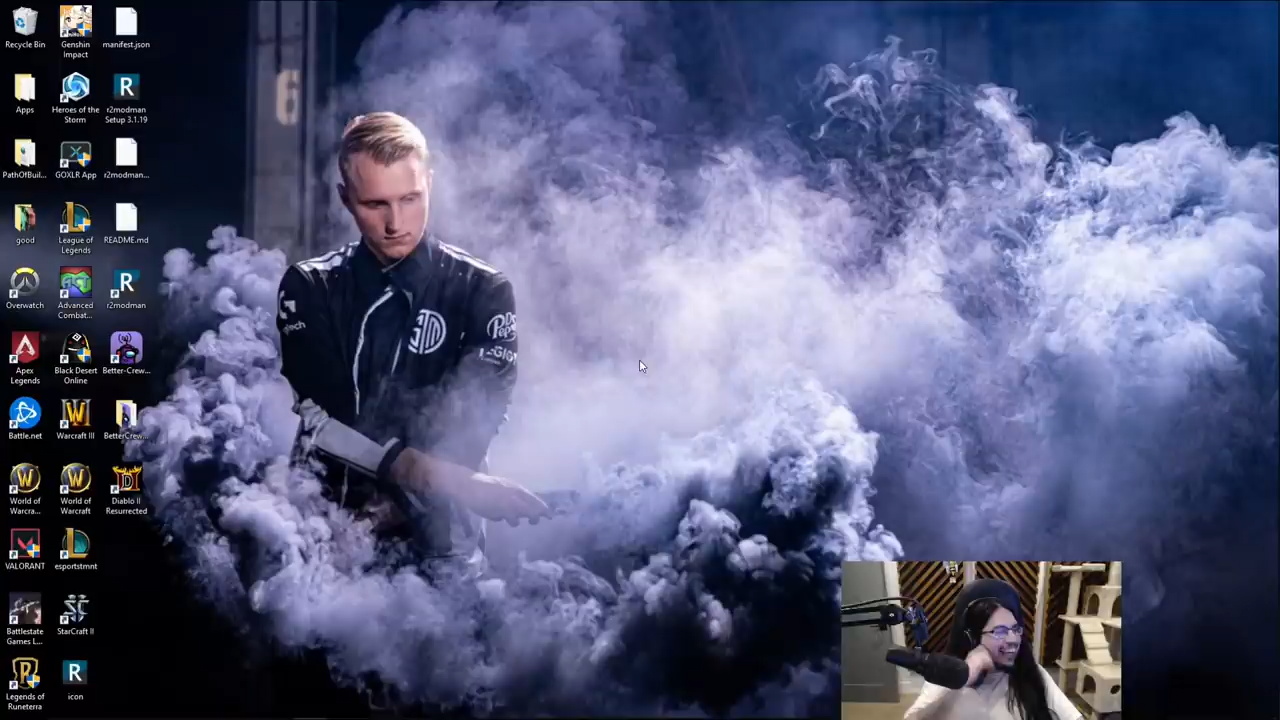 Recycle Bin
Genshin
Impact
manifest.json
Apps
Heroes of the
Storm
r2modman
Setup 3.1.19
PathOfBuil...
GOXLR App
r2modman...
good
League of
Legends
README.md
Overwatch
Advanced
Combat...
r2modman
Apex
Legends
Black Desert
Online
Better-Crew...
Battle.net
Warcraft III
BetterCrew...
World of
Warcra...
World of
Warcraft
Diablo II
Resurrected
VALORANT
esportstmnt
Battlestate
Games L...
StarCraft II
Legends of
Runeterra
icon
6
TSM